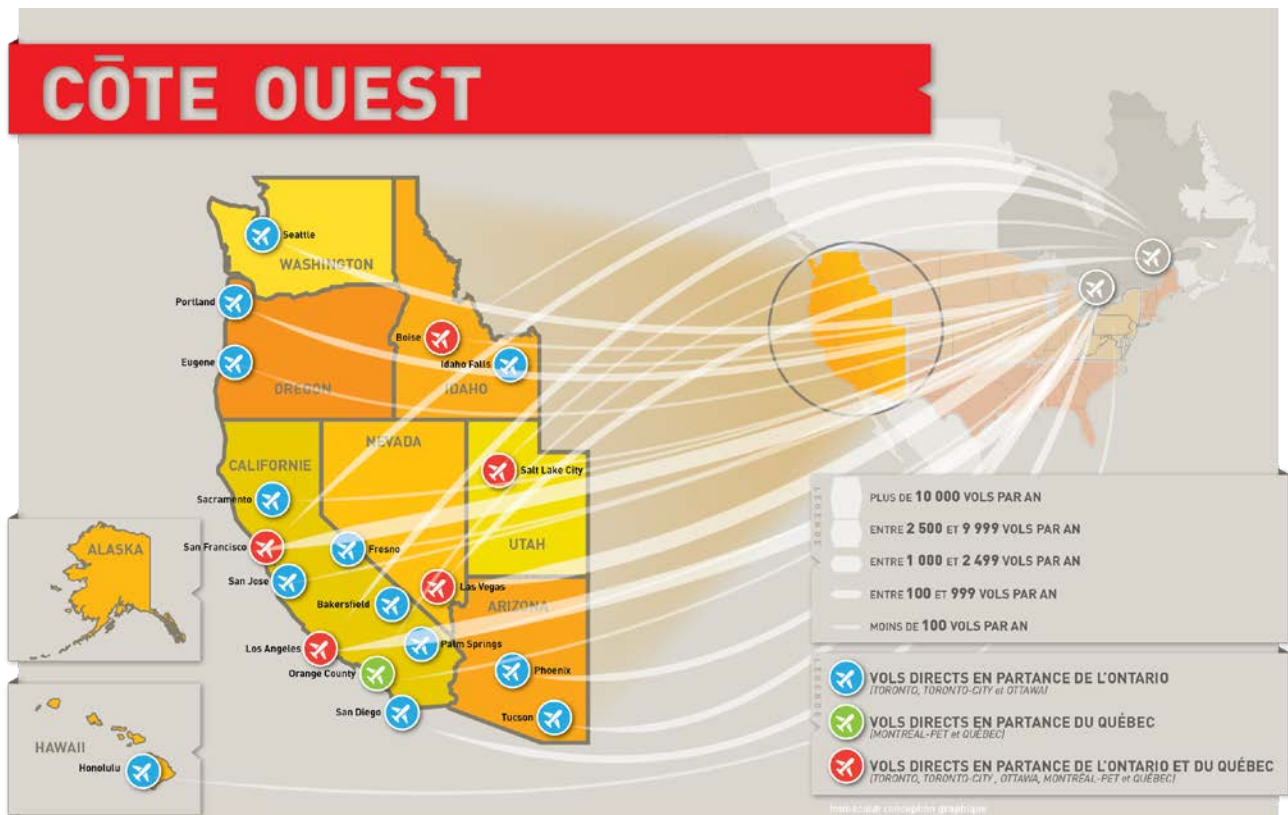 CŌTE OUEST
Seattle
WASHINGTON
Portland
Boise
Eugene
Idaho Falls
OREGON
IDAHO
NEVADA
CALIFORNIE
Salt Lake City
Sacramento
San Francisco
Fresno
UTAH
San Jose
Las Vegas
Bakersfield
ARIZONA
Los Angeles
Palm Springs
Orange County
Phoenix
San Diego
Tucson
ALASKA
HAWAII
Honolulu
LÉGENDE
PLUS DE 10 000 VOLS PAR AN
ENTRE 2 500 ET 9 999 VOLS PAR AN
ENTRE 1 000 ET 2 499 VOLS PAR AN
ENTRE 100 ET 999 VOLS PAR AN
MOINS DE 100 VOLS PAR AN
LÉGENDE
VOLS DIRECTS EN PARTANCE DE L'ONTARIO
(TORONTO, TORONTO-CITY et OTTAWA)
VOLS DIRECTS EN PARTANCE DU QUÉBEC
(MONTRÉAL-PET et QUÉBEC)
VOLS DIRECTS EN PARTANCE DE L'ONTARIO ET DU QUÉBEC
(TORONTO, TORONTO-CITY, OTTAWA, MONTRÉAL-PET et QUÉBEC)
conception graphique